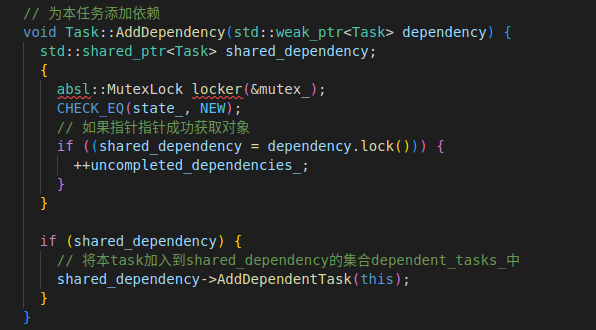 // 为本任务添加依赖
void Task::AddDependency(std::weak_ptr<Task> dependency) {
  std::shared_ptr<Task> shared_dependency;
  {
    absl::MutexLock locker(&mutex_);
    CHECK_EQ(state_, NEW);
    // 如果指针指针成功获取对象
    if ((shared_dependency = dependency.lock())) {
      ++uncompleted_dependencies_;
    }
  }
  if (shared_dependency) {
    // 将本task加入到shared_dependency的集合dependent_tasks_中
    shared_dependency->AddDependentTask(this);
  }
}